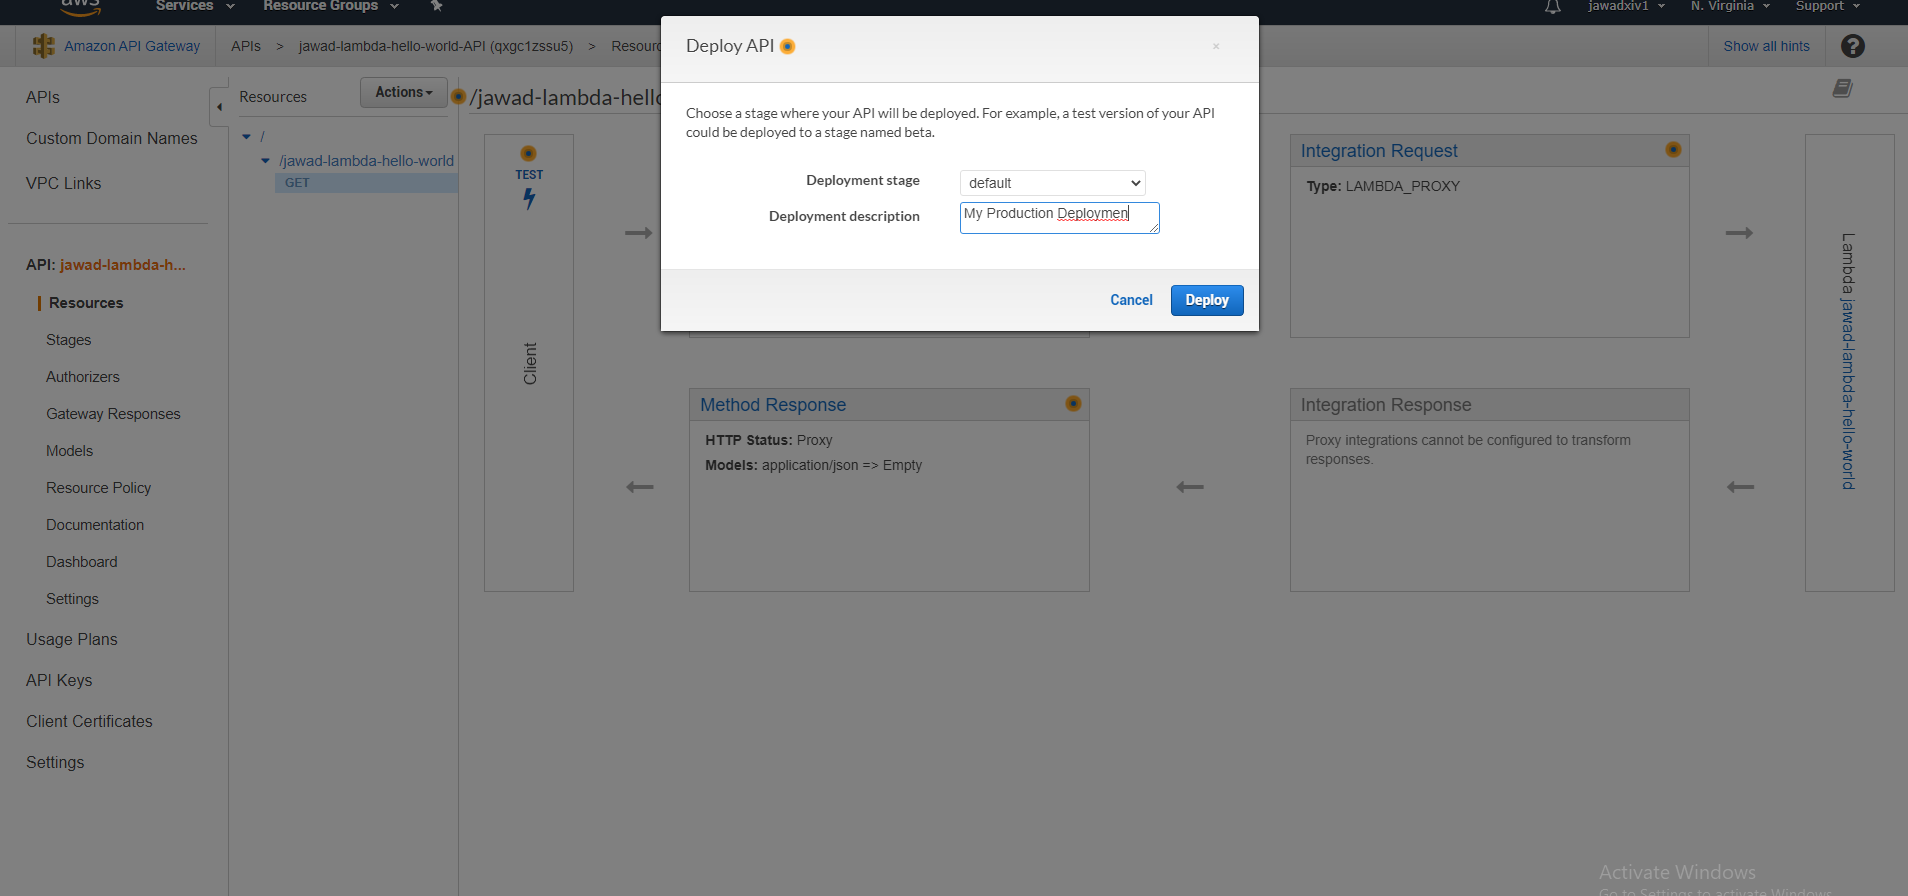 aws
Services
Resource Groups
jawadxiv1
N. Virginia
Support
Amazon API Gateway
APIs > jawad-lambda-hello-world-API (qxgc1zssu5) >
Show all hints
?
Deploy API
×
Choose a stage where your API will be deployed. For example, a test version of your API
could be deployed to a stage named beta.
Deployment stage
default
Deployment description
My Production Deploymen
Cancel
Deploy
APIs
Custom Domain Names
VPC Links
API: jawad-lambda-h...
Resources
Stages
Authorizers
Gateway Responses
Models
Resource Policy
Documentation
Dashboard
Settings
Usage Plans
API Keys
Client Certificates
Settings
Resources
Actions
/
/jawad-lambda-hello-world
GET
/jawad-lambda-hell
TEST
Client
Integration Request
Type: LAMBDA_PROXY
Method Response
HTTP Status: Proxy
Models: application/json => Empty
Integration Response
Proxy integrations cannot be configured to transform
responses.
Lambda jawad-lambda-hello-world
Activate Windows
Go to Settings to activate Windows.